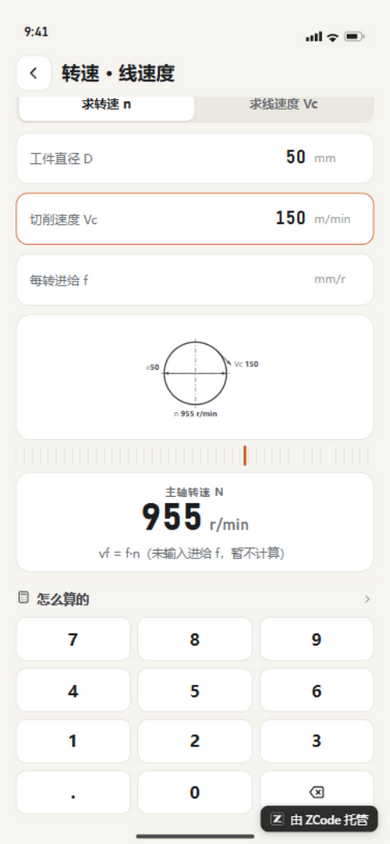 9:41
转速·线速度
求转速 n
求线速度 Vc
工件直径 D 50 mm
切削速度 Vc 150 m/min
每转进给 f mm/r
⌀50
Vc 150
n 955 r/min
主轴转速 N
955 r/min
vf = f·n（未输入进给 f，暂不计算）
怎么算的
7 8 9
4 5 6
1 2 3
. 0
Z 由 ZCode 托管